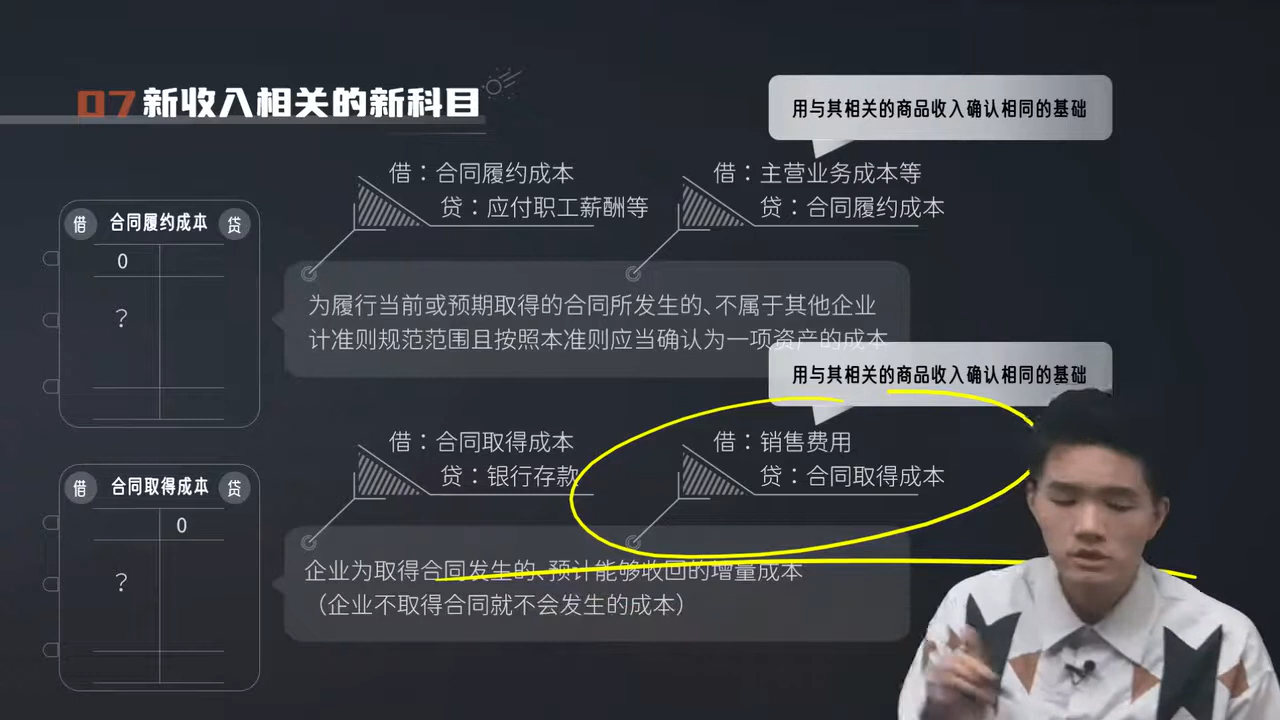 07新收入相关的新科目
用与其相关的商品收入确认相同的基础
借：合同履约成本
贷：应付职工薪酬等
借：主营业务成本等
贷：合同履约成本
借 合同履约成本 贷
0
?
为履行当前或预期取得的合同所发生的、不属于其他企业
计准则规范范围且按照本准则应当确认为一项资产的成本
用与其相关的商品收入确认相同的基础
借：合同取得成本
贷：银行存款
借：销售费用
贷：合同取得成本
借 合同取得成本 贷
0
?
企业为取得合同发生的、预计能够收回的增量成本
（企业不取得合同就不会发生的成本）